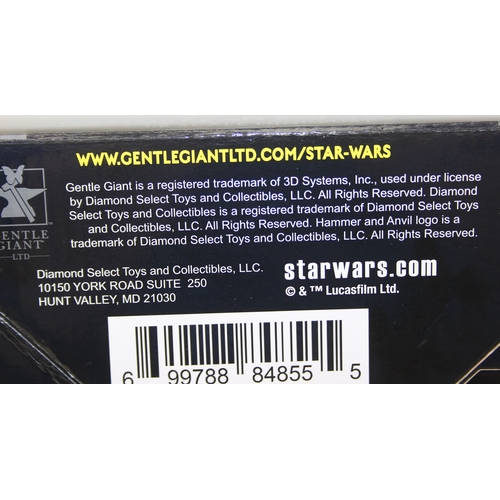 WWW.GENTLEGIANTLTD.COM/STAR-WARS
Gentle Giant is a registered trademark of 3D Systems, Inc., used under license
by Diamond Select Toys and Collectibles, LLC. All Rights Reserved. Diamond
Select Toys and Collectibles is a registered trademark of Diamond Select Toys
and Collectibles, LLC. All Rights Reserved. Hammer and Anvil logo is a
trademark of Diamond Select Toys and Collectibles, LLC. All Rights Reserved.
GENTLE
GIANT
LTD
Diamond Select Toys and Collectibles, LLC.
10150 YORK ROAD SUITE 250
HUNT VALLEY, MD 21030
starwars.com
© & ™ Lucasfilm Ltd.
6 99788 84855 5